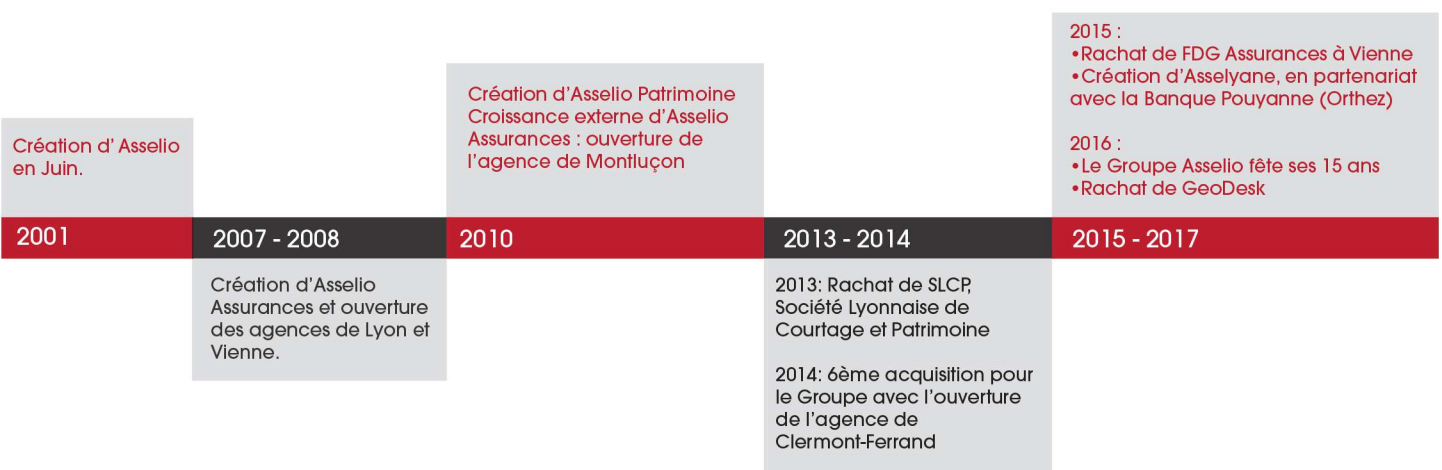 Création d' Asselio
en Juin.
2001
2007 - 2008
Création d'Asselio
Assurances et ouverture
des agences de Lyon et
Vienne.
Création d'Asselio Patrimoine
Croissance externe d'Asselio
Assurances : ouverture de
l'agence de Montluçon
2010
2013 - 2014
2013: Rachat de SLCP,
Société Lyonnaise de
Courtage et Patrimoine
2014: 6ème acquisition pour
le Groupe avec l'ouverture
de l'agence de
Clermont-Ferrand
2015 :
•Rachat de FDG Assurances à Vienne
•Création d'Asselyane, en partenariat
avec la Banque Pouyanne (Orthez)
2016 :
•Le Groupe Asselio fête ses 15 ans
•Rachat de GeoDesk
2015 - 2017